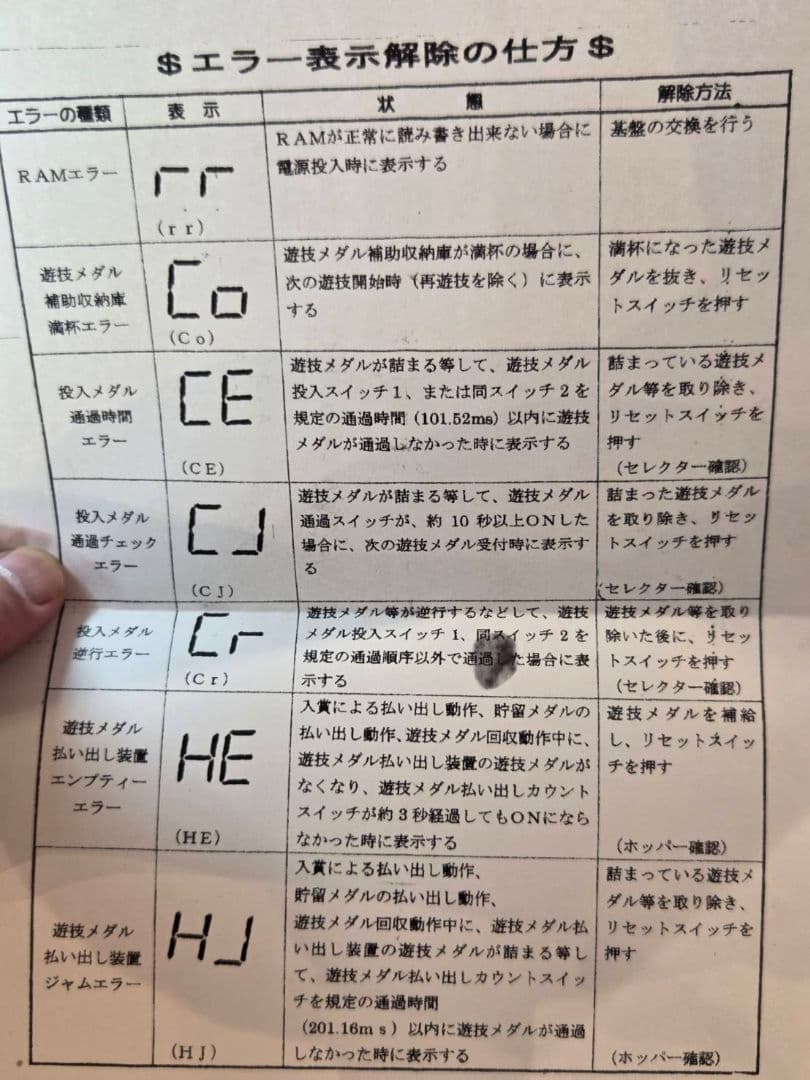 $エラー表示解除の仕方$
エラーの種類 表 示 状 態 解除方法
RAMエラー
rr
(rr)
RAMが正常に読み書き出来ない場合に
電源投入時に表示する
基盤の交換を行う
遊技メダル
補助収納庫
満杯エラー
Co
(Co)
遊技メダル補助収納庫が満杯の場合に、
次の遊技開始時(再遊技を除く)に表示
する
満杯になった遊技メ
ダルを抜き、リセッ
トスイッチを押す
投入メダル
通過時間
エラー
CE
(CE)
遊技メダルが詰まる等して、遊技メダル
投入スイッチ1、または同スイッチ2を
規定の通過時間(101.52ms)以内に遊技
メダルが通過しなかった時に表示する
詰まっている遊技メ
ダル等を取り除き、
リセットスイッチを
押す
(セレクター確認)
投入メダル
通過チェック
エラー
CJ
(CJ)
遊技メダルが詰まる等して、遊技メダル
通過スイッチが、約10秒以上ONした
場合に、次の遊技メダル受付時に表示す
る
詰まった遊技メダル
を取り除き、リセッ
トスイッチを押す
(セレクター確認)
投入メダル
逆行エラー
Cr
(Cr)
遊技メダル等が逆行するなどして、遊技
メダル投入スイッチ1、同スイッチ2を
規定の通過順序以外で通過した場合に表
示する
遊技メダル等を取り
除いた後に、リセッ
トスイッチを押す
(セレクター確認)
遊技メダル
払い出し装置
エンプティー
エラー
HE
(HE)
入賞による払い出し動作、貯留メダルの
払い出し動作、遊技メダル回収動作中に、
遊技メダル払い出し装置の遊技メダルが
なくなり、遊技メダル払い出しカウント
スイッチが約3秒経過してもONになら
なかった時に表示する
遊技メダルを補給
し、リセットスイッ
チを押す
(ホッパー確認)
遊技メダル
払い出し装置
ジャムエラー
HJ
(HJ)
入賞による払い出し動作、
貯留メダルの払い出し動作、
遊技メダル回収動作中に、遊技メダル払
い出し装置の遊技メダルが詰まる等し
て、遊技メダル払い出しカウントスイッ
チを規定の通過時間
(201.16ms)以内に遊技メダルが通過
しなかった時に表示する
詰まっている遊技メ
ダル等を取り除き、
リセットスイッチを
押す
(ホッパー確認)